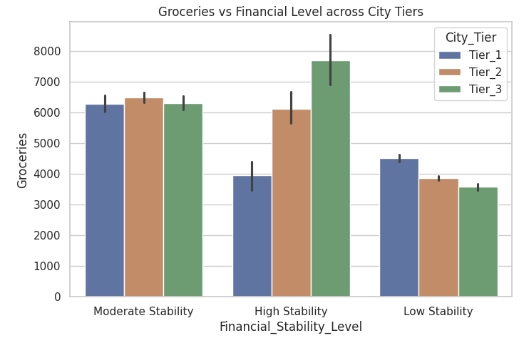 Groceries vs Financial Level across City Tiers
City_Tier
Tier_1
Tier_2
Tier_3
Groceries
8000
7000
6000
5000
4000
3000
2000
1000
0
Moderate Stability
High Stability
Low Stability
Financial_Stability_Level